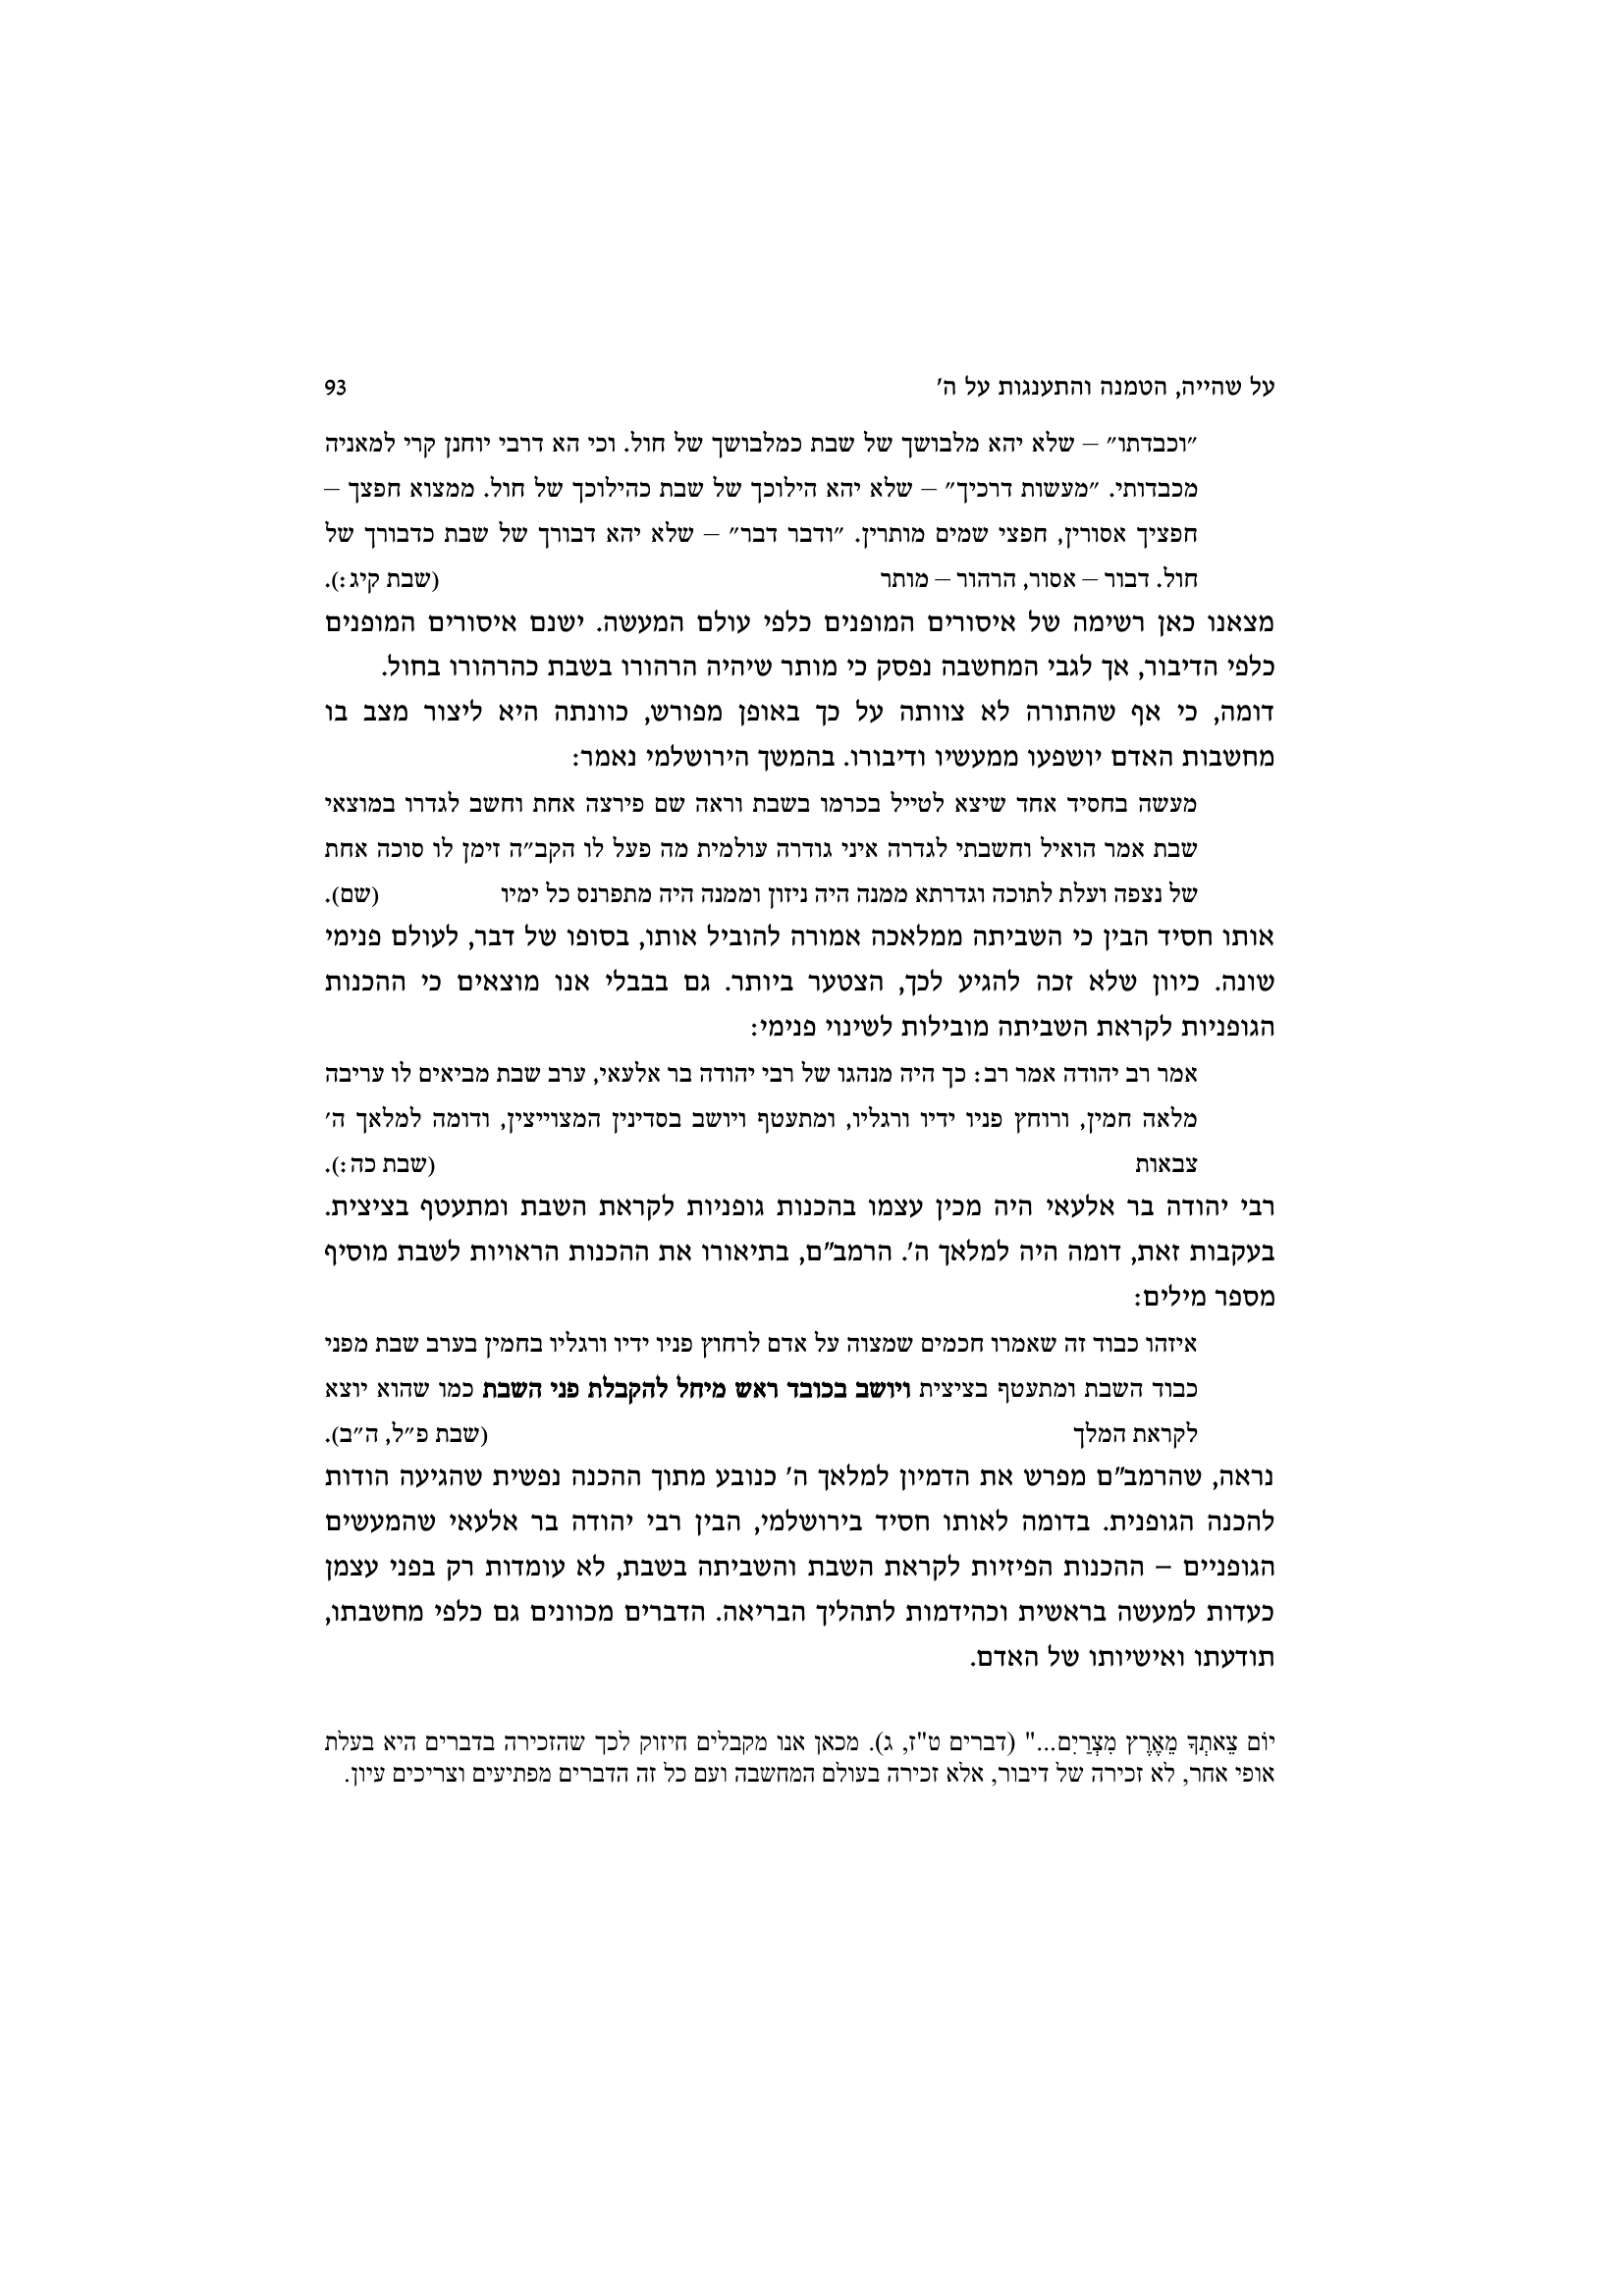 על שהייה, הטמנה והתענגות על ה' 93
״וכבדתו״ – שלא יהא מלבושך של שבת כמלבושך של חול. וכי הא דרבי יוחנן קרי למאניה
מכבדותי. ״מעשות דרכיך״ – שלא יהא הילוכך של שבת כהילוכך של חול. ממצוא חפצך –
חפציך אסורין, חפצי שמים מותרין. ״ודבר דבר״ – שלא יהא דבורך של שבת כדבורך של
חול. דבור – אסור, הרהור – מותר (שבת קיג:).
מצאנו כאן רשימה של איסורים המופנים כלפי עולם המעשה. ישנם איסורים המופנים
כלפי הדיבור, אך לגבי המחשבה נפסק כי מותר שיהיה הרהורו בשבת כהרהורו בחול.
דומה, כי אף שהתורה לא צוותה על כך באופן מפורש, כוונתה היא ליצור מצב בו
מחשבות האדם יושפעו ממעשיו ודיבורו. בהמשך הירושלמי נאמר:
מעשה בחסיד אחד שיצא לטייל בכרמו בשבת וראה שם פירצה אחת וחשב לגדרו במוצאי
שבת אמר הואיל וחשבתי לגדרה איני גודרה עולמית מה פעל לו הקב״ה זימן לו סוכה אחת
של נצפה ועלת לתוכה וגדרתא ממנה היה ניזון וממנה היה מתפרנס כל ימיו (שם).
אותו חסיד הבין כי השביתה ממלאכה אמורה להוביל אותו, בסופו של דבר, לעולם פנימי
שונה. כיוון שלא זכה להגיע לכך, הצטער ביותר. גם בבבלי אנו מוצאים כי ההכנות
הגופניות לקראת השביתה מובילות לשינוי פנימי:
אמר רב יהודה אמר רב: כך היה מנהגו של רבי יהודה בר אלעאי, ערב שבת מביאים לו עריבה
מלאה חמין, ורוחץ פניו ידיו ורגליו, ומתעטף ויושב בסדינין המצוייצין, ודומה למלאך ה׳
צבאות (שבת כה:).
רבי יהודה בר אלעאי היה מכין עצמו בהכנות גופניות לקראת השבת ומתעטף בציצית.
בעקבות זאת, דומה היה למלאך ה'. הרמב"ם, בתיאורו את ההכנות הראויות לשבת מוסיף
מספר מילים:
איזהו כבוד זה שאמרו חכמים שמצוה על אדם לרחוץ פניו ידיו ורגליו בחמין בערב שבת מפני
כבוד השבת ומתעטף בציצית ויושב בכובד ראש מיחל להקבלת פני השבת כמו שהוא יוצא
לקראת המלך (שבת פ״ל, ה״ב).
נראה, שהרמב"ם מפרש את הדמיון למלאך ה' כנובע מתוך ההכנה נפשית שהגיעה הודות
להכנה הגופנית. בדומה לאותו חסיד בירושלמי, הבין רבי יהודה בר אלעאי שהמעשים
הגופניים – ההכנות הפיזיות לקראת השבת והשביתה בשבת, לא עומדות רק בפני עצמן
כעדות למעשה בראשית וכהידמות לתהליך הבריאה. הדברים מכוונים גם כלפי מחשבתו,
תודעתו ואישיותו של האדם.
יוֹם צֵאתְךָ מֵאֶרֶץ מִצְרַיִם..." (דברים ט"ז, ג). מכאן אנו מקבלים חיזוק לכך שהזכירה בדברים היא בעלת
אופי אחר, לא זכירה של דיבור, אלא זכירה בעולם המחשבה ועם כל זה הדברים מפתיעים וצריכים עיון.